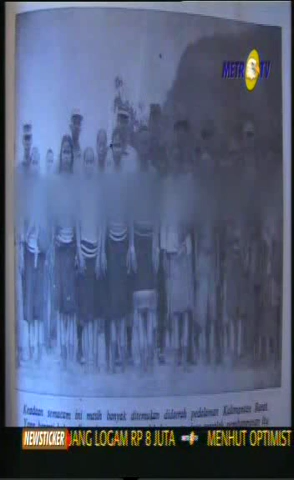 METRO TV
Keadaan semacam ini masih banyak ditemukan didaerah pedalaman Kalimantan Barat.
NEWSTICKER UANG LOGAM RP 8 JUTA METRO MENHUT OPTIMIST